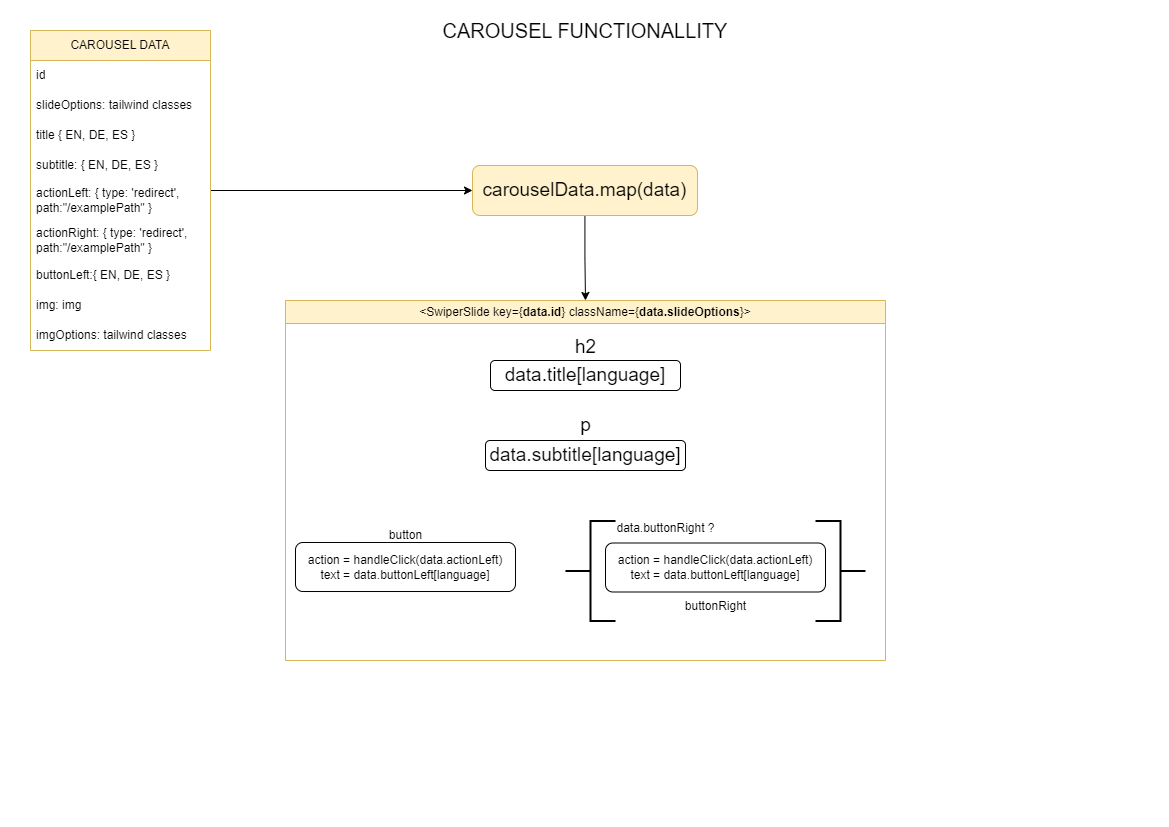 CAROUSEL FUNCTIONALLITY
CAROUSEL DATA
id
slideOptions: tailwind classes
title { EN, DE, ES }
subtitle: { EN, DE, ES }
actionLeft: { type: 'redirect',
path:"/examplePath" }
actionRight: { type: 'redirect',
path:"/examplePath" }
buttonLeft:{ EN, DE, ES }
img: img
imgOptions: tailwind classes
carouselData.map(data)
<SwiperSlide key={data.id} className={data.slideOptions}>
h2
data.title[language]
p
data.subtitle[language]
button
action = handleClick(data.actionLeft)
text = data.buttonLeft[language]
data.buttonRight ?
action = handleClick(data.actionLeft)
text = data.buttonLeft[language]
buttonRight